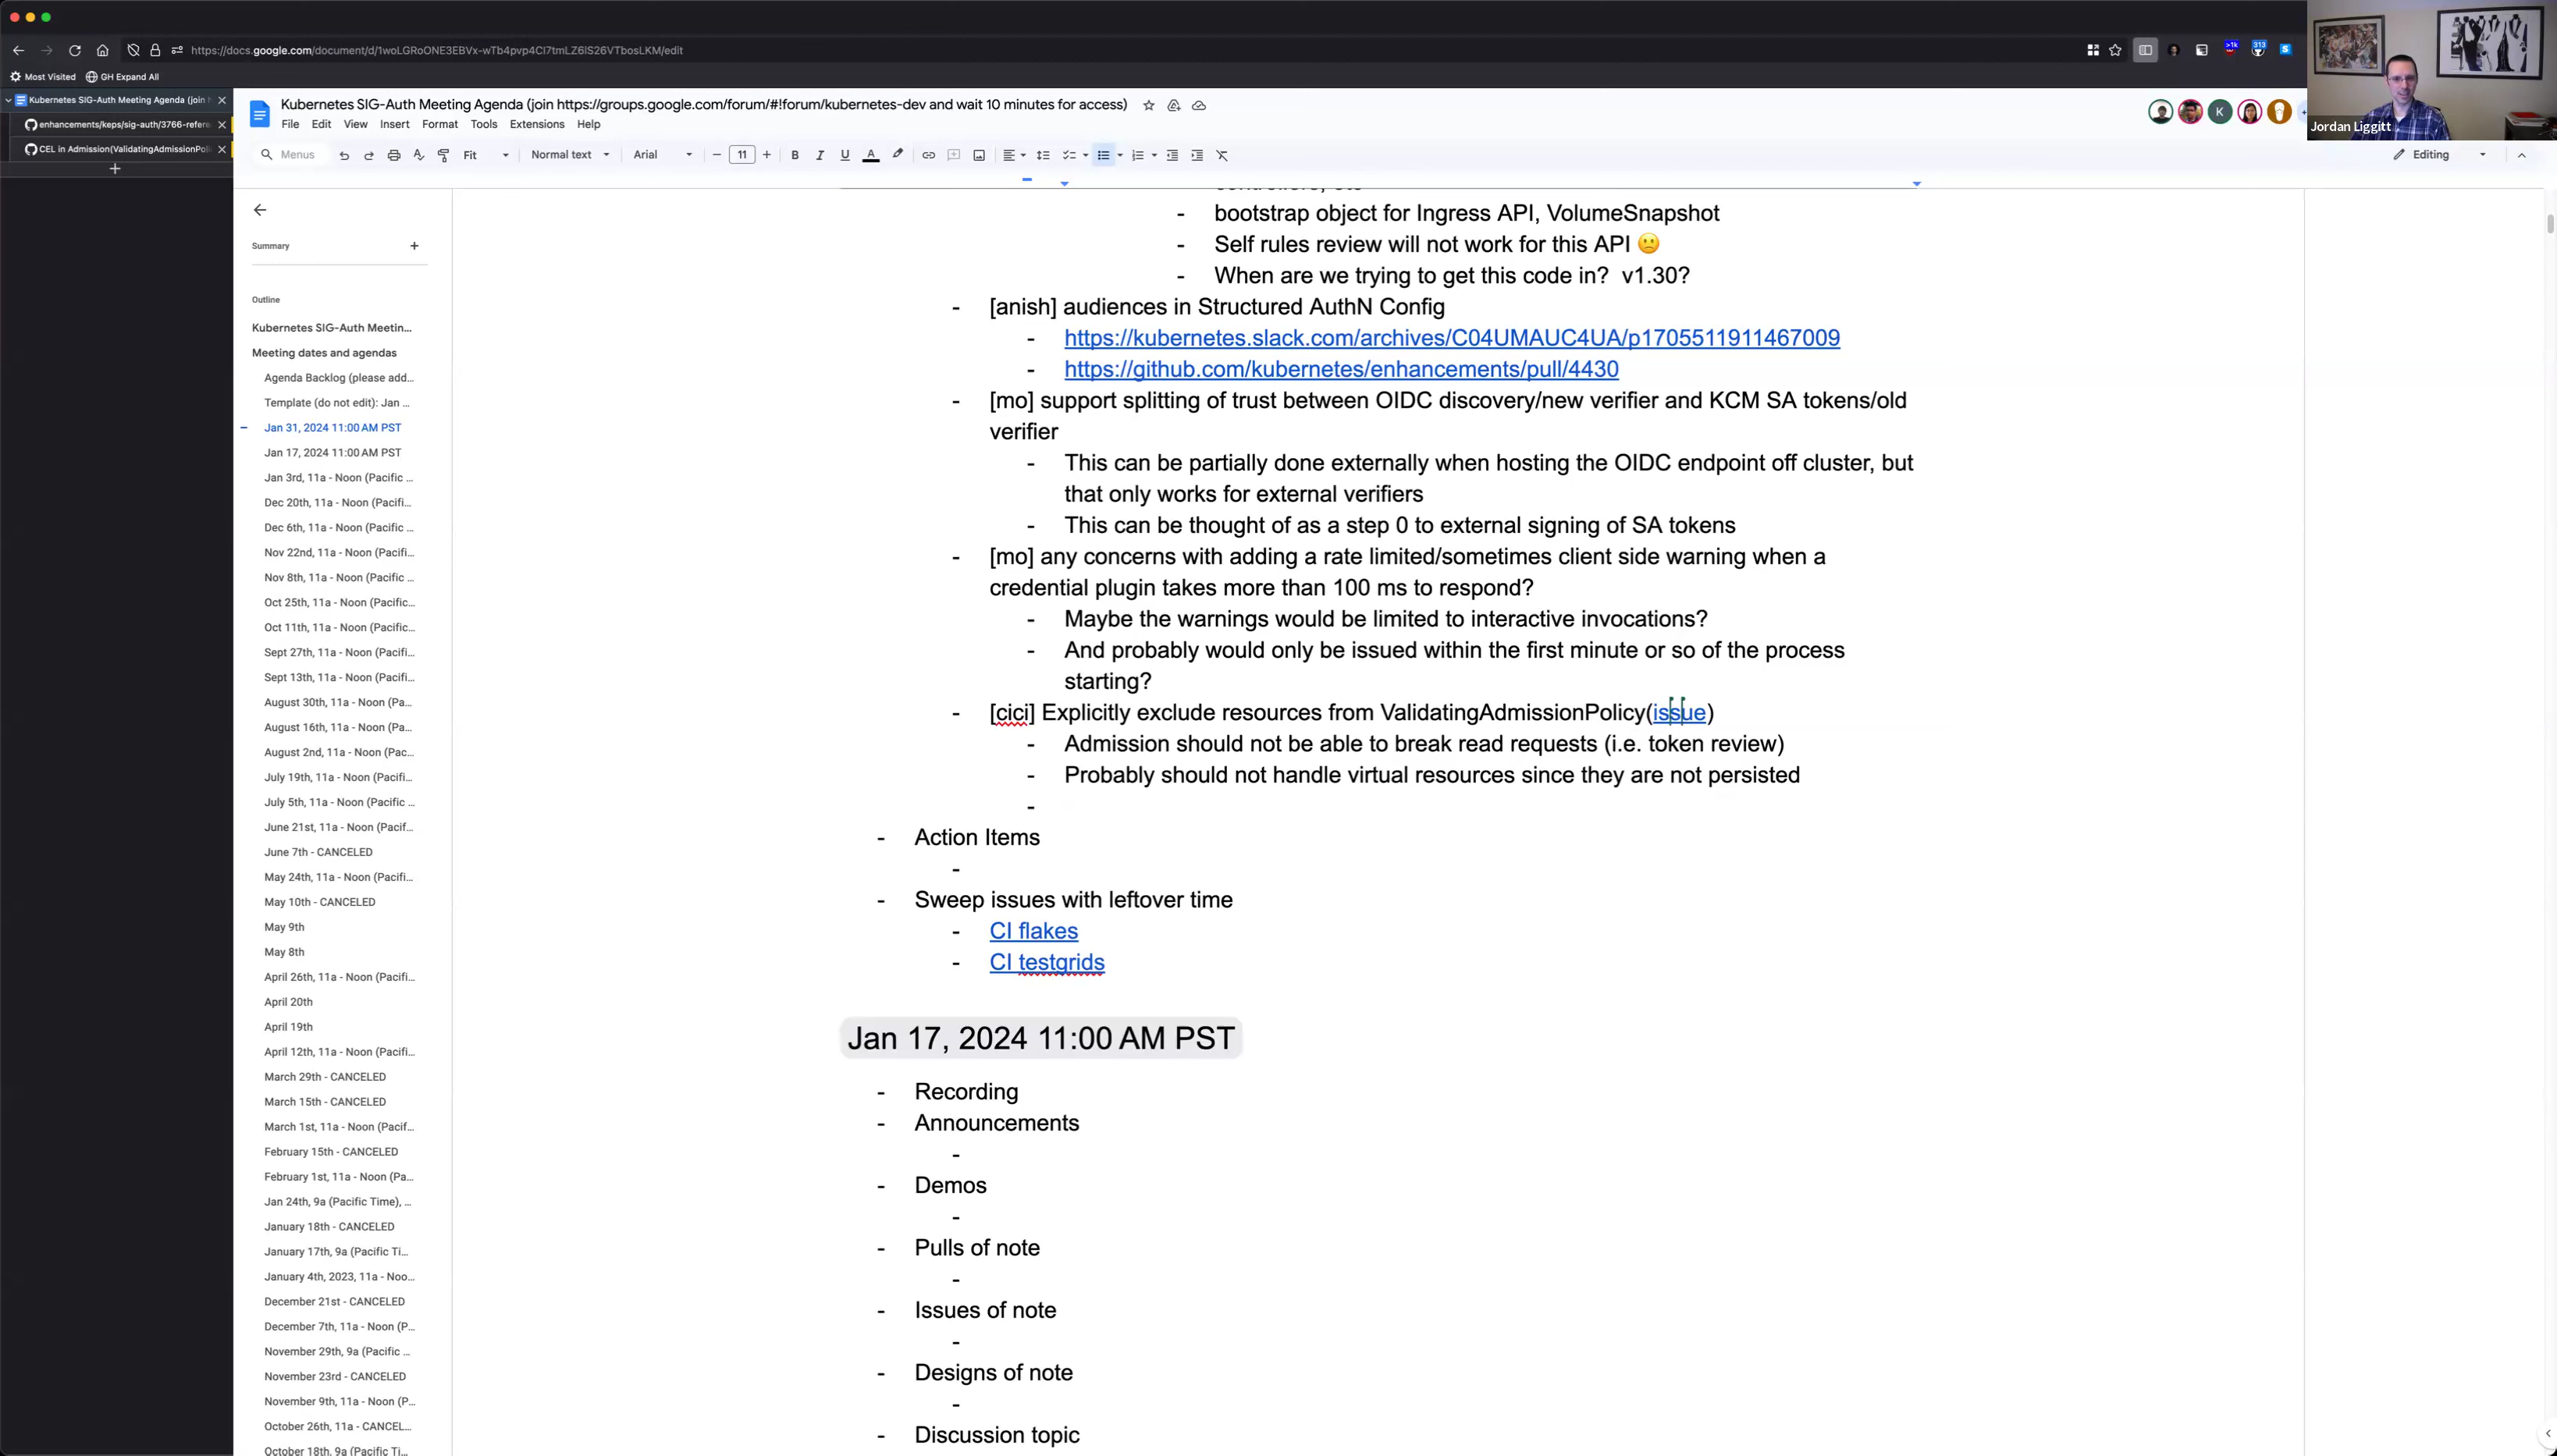 https://docs.google.com/document/d/1woLGRoONE3EBVx-wTb4pvp4CI7tmLZ6lS26VTbosLKM/edit
>1k
313
Most Visited
GH Expand All
Jordan Liggitt
Kubernetes SIG-Auth Meeting Agenda (join h
enhancements/keps/sig-auth/3766-refere
CEL in Admission(ValidatingAdmissionPoli
Kubernetes SIG-Auth Meeting Agenda (join https://groups.google.com/forum/#!forum/kubernetes-dev and wait 10 minutes for access)
File Edit View Insert Format Tools Extensions Help
K
Menus
Fit
Normal text
Arial
11
Editing
Summary
Outline
Kubernetes SIG-Auth Meetin...
Meeting dates and agendas
Agenda Backlog (please add...
Template (do not edit): Jan ...
Jan 31, 2024 11:00 AM PST
Jan 17, 2024 11:00 AM PST
Jan 3rd, 11a - Noon (Pacific ...
Dec 20th, 11a - Noon (Pacifi...
Dec 6th, 11a - Noon (Pacific ...
Nov 22nd, 11a - Noon (Pacifi...
Nov 8th, 11a - Noon (Pacific ...
Oct 25th, 11a - Noon (Pacific...
Oct 11th, 11a - Noon (Pacific...
Sept 27th, 11a - Noon (Pacifi...
Sept 13th, 11a - Noon (Pacifi...
August 30th, 11a - Noon (Pa...
August 16th, 11a - Noon (Pac...
August 2nd, 11a - Noon (Pac...
July 19th, 11a - Noon (Pacifi...
July 5th, 11a - Noon (Pacific ...
June 21st, 11a - Noon (Pacif...
June 7th - CANCELED
May 24th, 11a - Noon (Pacifi...
May 10th - CANCELED
May 9th
May 8th
April 26th, 11a - Noon (Pacifi...
April 20th
April 19th
April 12th, 11a - Noon (Pacifi...
March 29th - CANCELED
March 15th - CANCELED
March 1st, 11a - Noon (Pacif...
February 15th - CANCELED
February 1st, 11a - Noon (Pa...
Jan 24th, 9a (Pacific Time), ...
January 18th - CANCELED
January 17th, 9a (Pacific Ti...
January 4th, 2023, 11a - Noo...
December 21st - CANCELED
December 7th, 11a - Noon (P...
November 29th, 9a (Pacific ...
November 23rd - CANCELED
November 9th, 11a - Noon (P...
October 26th, 11a - CANCEL...
October 18th, 9a (Pacific Ti...
controllers, etc
- bootstrap object for Ingress API, VolumeSnapshot
- Self rules review will not work for this API 🙁
- When are we trying to get this code in? v1.30?
- [anish] audiences in Structured AuthN Config
- https://kubernetes.slack.com/archives/C04UMAUC4UA/p1705511911467009
- https://github.com/kubernetes/enhancements/pull/4430
- [mo] support splitting of trust between OIDC discovery/new verifier and KCM SA tokens/old
verifier
- This can be partially done externally when hosting the OIDC endpoint off cluster, but
that only works for external verifiers
- This can be thought of as a step 0 to external signing of SA tokens
- [mo] any concerns with adding a rate limited/sometimes client side warning when a
credential plugin takes more than 100 ms to respond?
- Maybe the warnings would be limited to interactive invocations?
- And probably would only be issued within the first minute or so of the process
starting?
- [cici] Explicitly exclude resources from ValidatingAdmissionPolicy(issue)
- Admission should not be able to break read requests (i.e. token review)
- Probably should not handle virtual resources since they are not persisted
-
- Action Items
-
- Sweep issues with leftover time
- CI flakes
- CI testgrids
Jan 17, 2024 11:00 AM PST
- Recording
- Announcements
-
- Demos
-
- Pulls of note
-
- Issues of note
-
- Designs of note
-
- Discussion topic